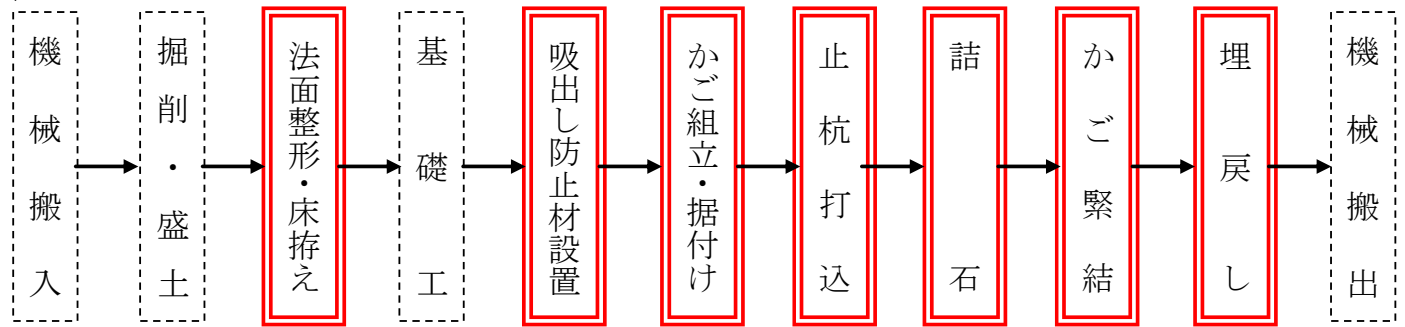 機械搬入
掘削・盛土
法面整形・床拵え
基礎工
吸出し防止材設置
かご組立・据付け
止杭打込
詰石
かご緊結
埋戻し
機械搬出